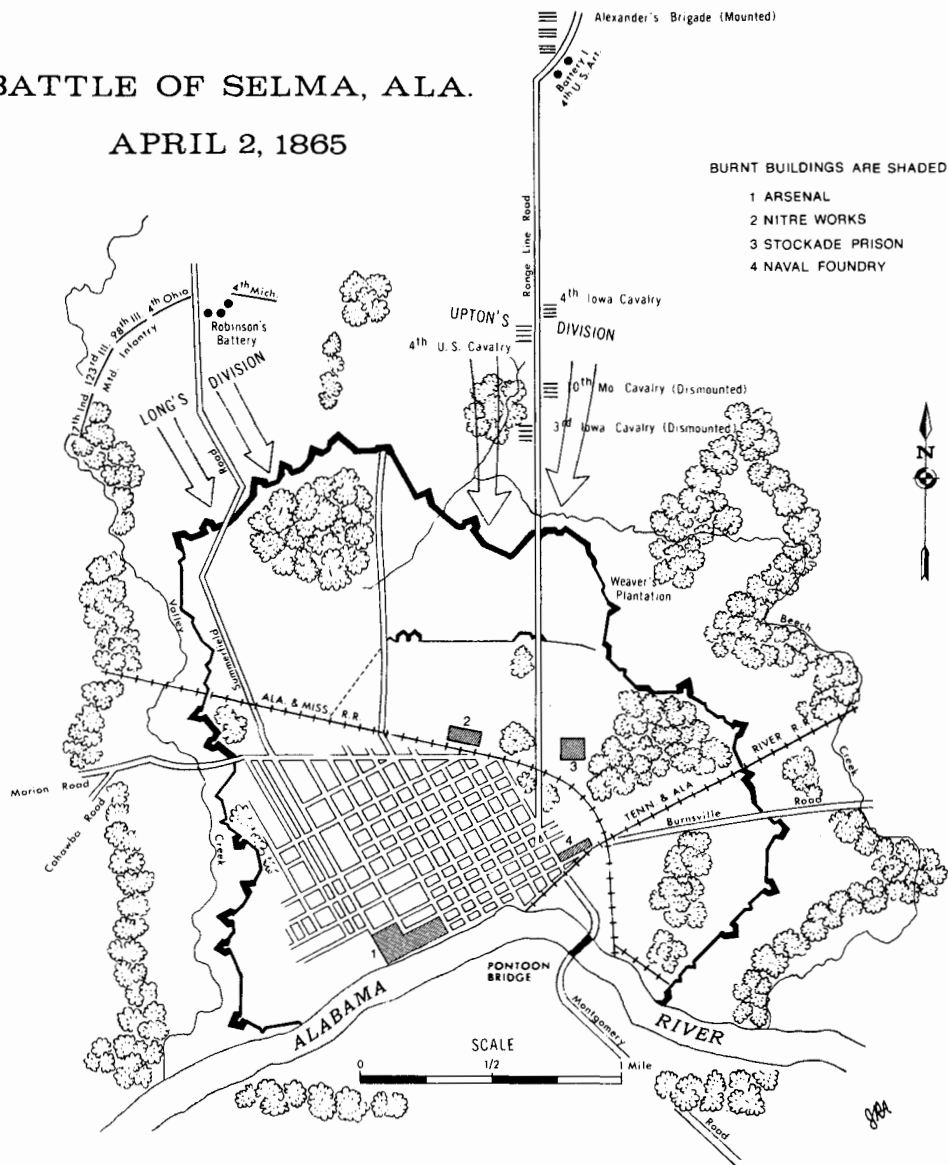 BATTLE OF SELMA, ALA.
APRIL 2, 1865
Alexander's Brigade (Mounted)
Battery I
4th U.S. Art.
BURNT BUILDINGS ARE SHADED
1 ARSENAL
2 NITRE WORKS
3 STOCKADE PRISON
4 NAVAL FOUNDRY
Range Line Road
4th Mich.
Robinson's
Battery
7th Ind 123rd Ill. 98th Ill. 4th Ohio
Mtd. Infantry
LONG'S DIVISION
UPTON'S DIVISION
4th Iowa Cavalry
4th U.S. Cavalry
10th Mo Cavalry (Dismounted)
3rd Iowa Cavalry (Dismounted)
N
Weaver's
Plantation
Beech Creek
Valley Creek
Summerfield Road
ALA. & MISS. R.R.
2
3
TENN & ALA RIVER R.R.
Burnsville Road
Marion Road
Cahawba Road
4
1
PONTOON
BRIDGE
ALABAMA RIVER
Montgomery Road
SCALE
0 1/2 1 Mile
JRA